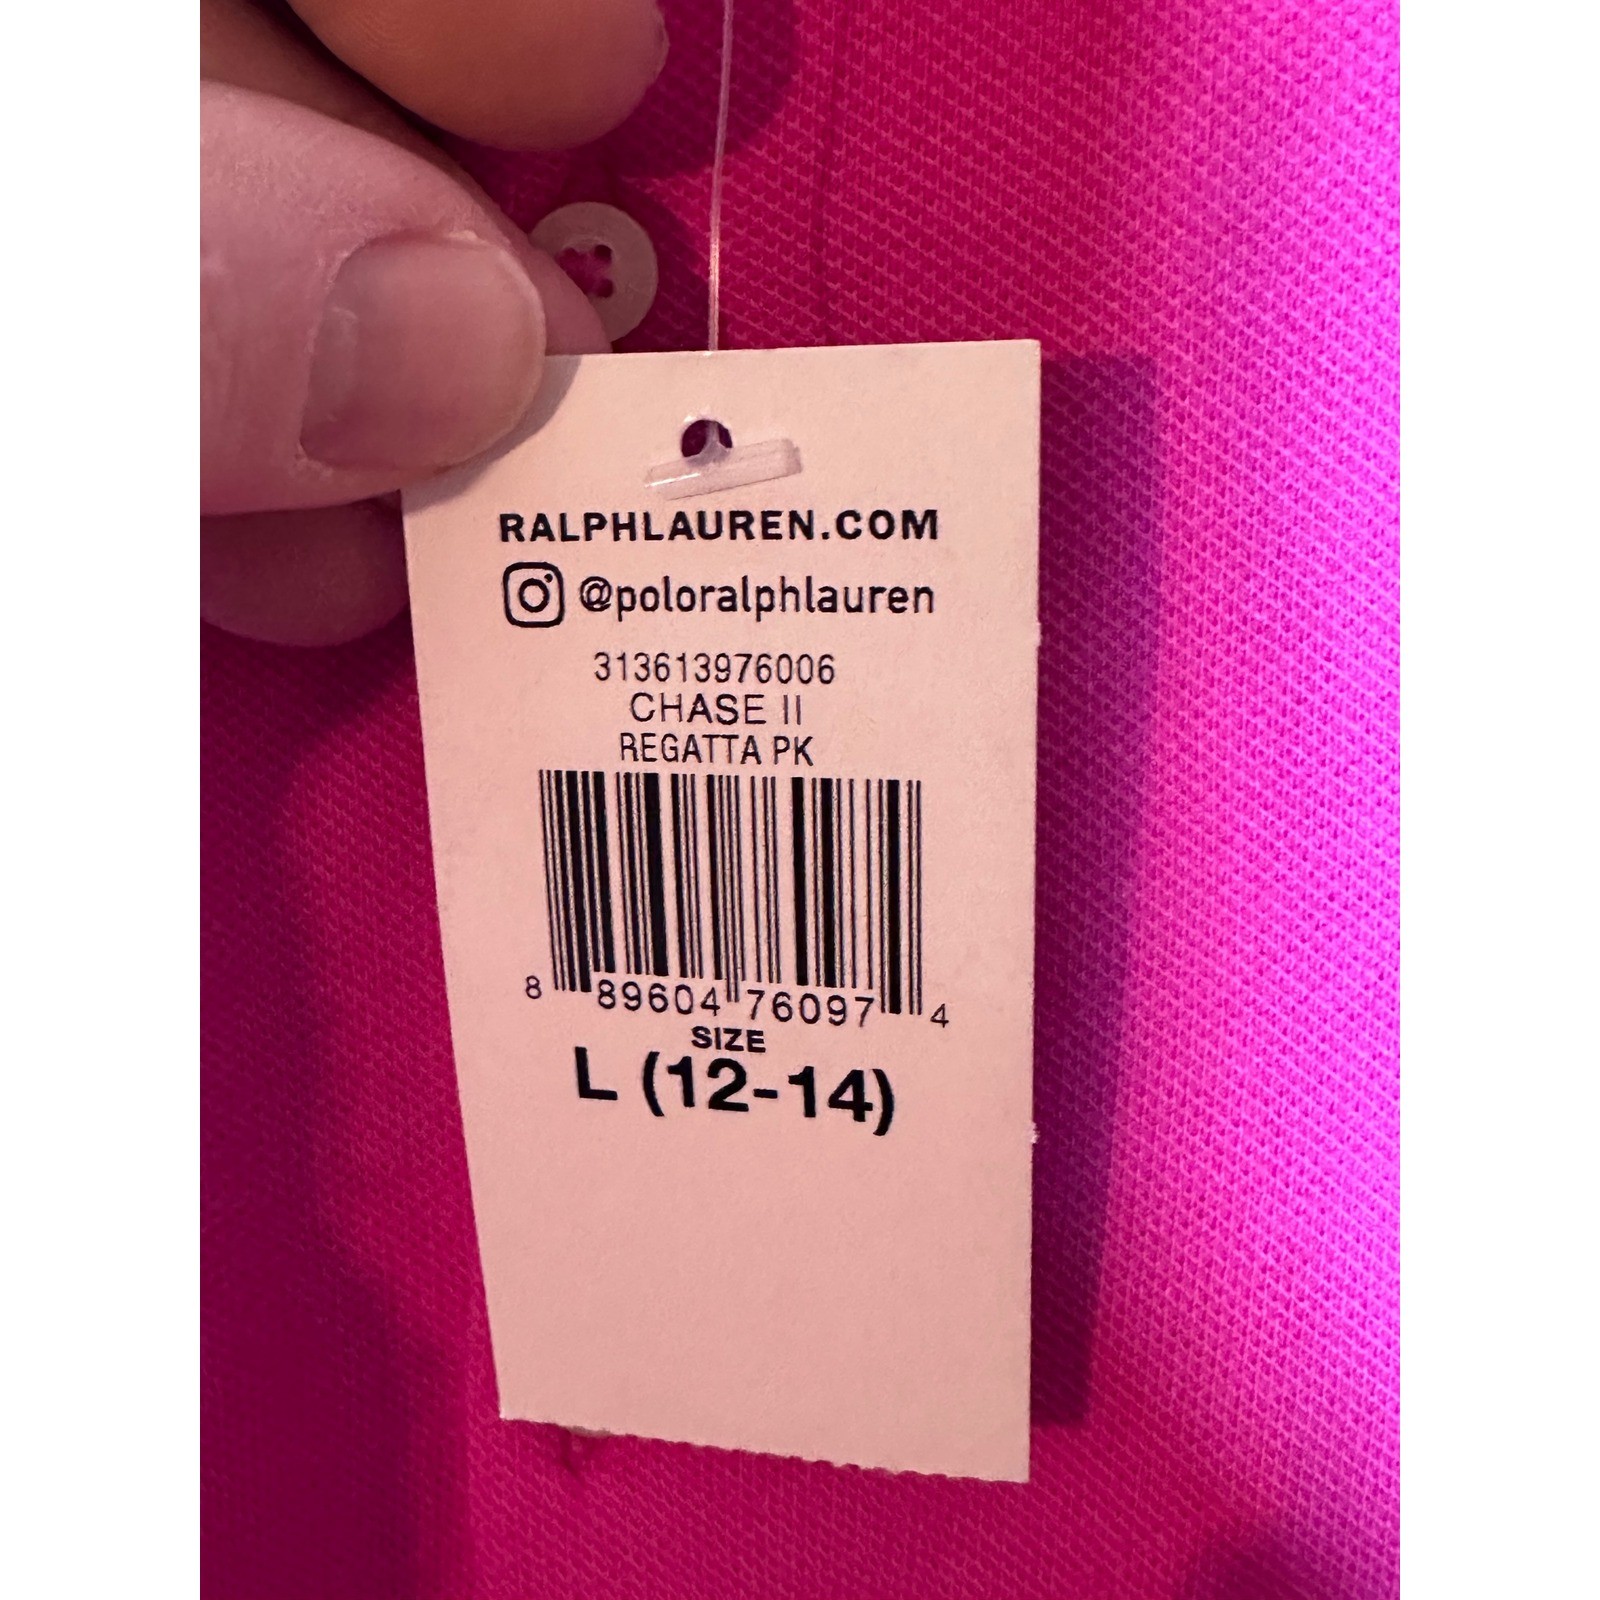 RALPHLAUREN.COM
@poloralphlauren
313613976006
CHASE II
REGATTA PK
8 89604 76097 4
SIZE
L (12-14)